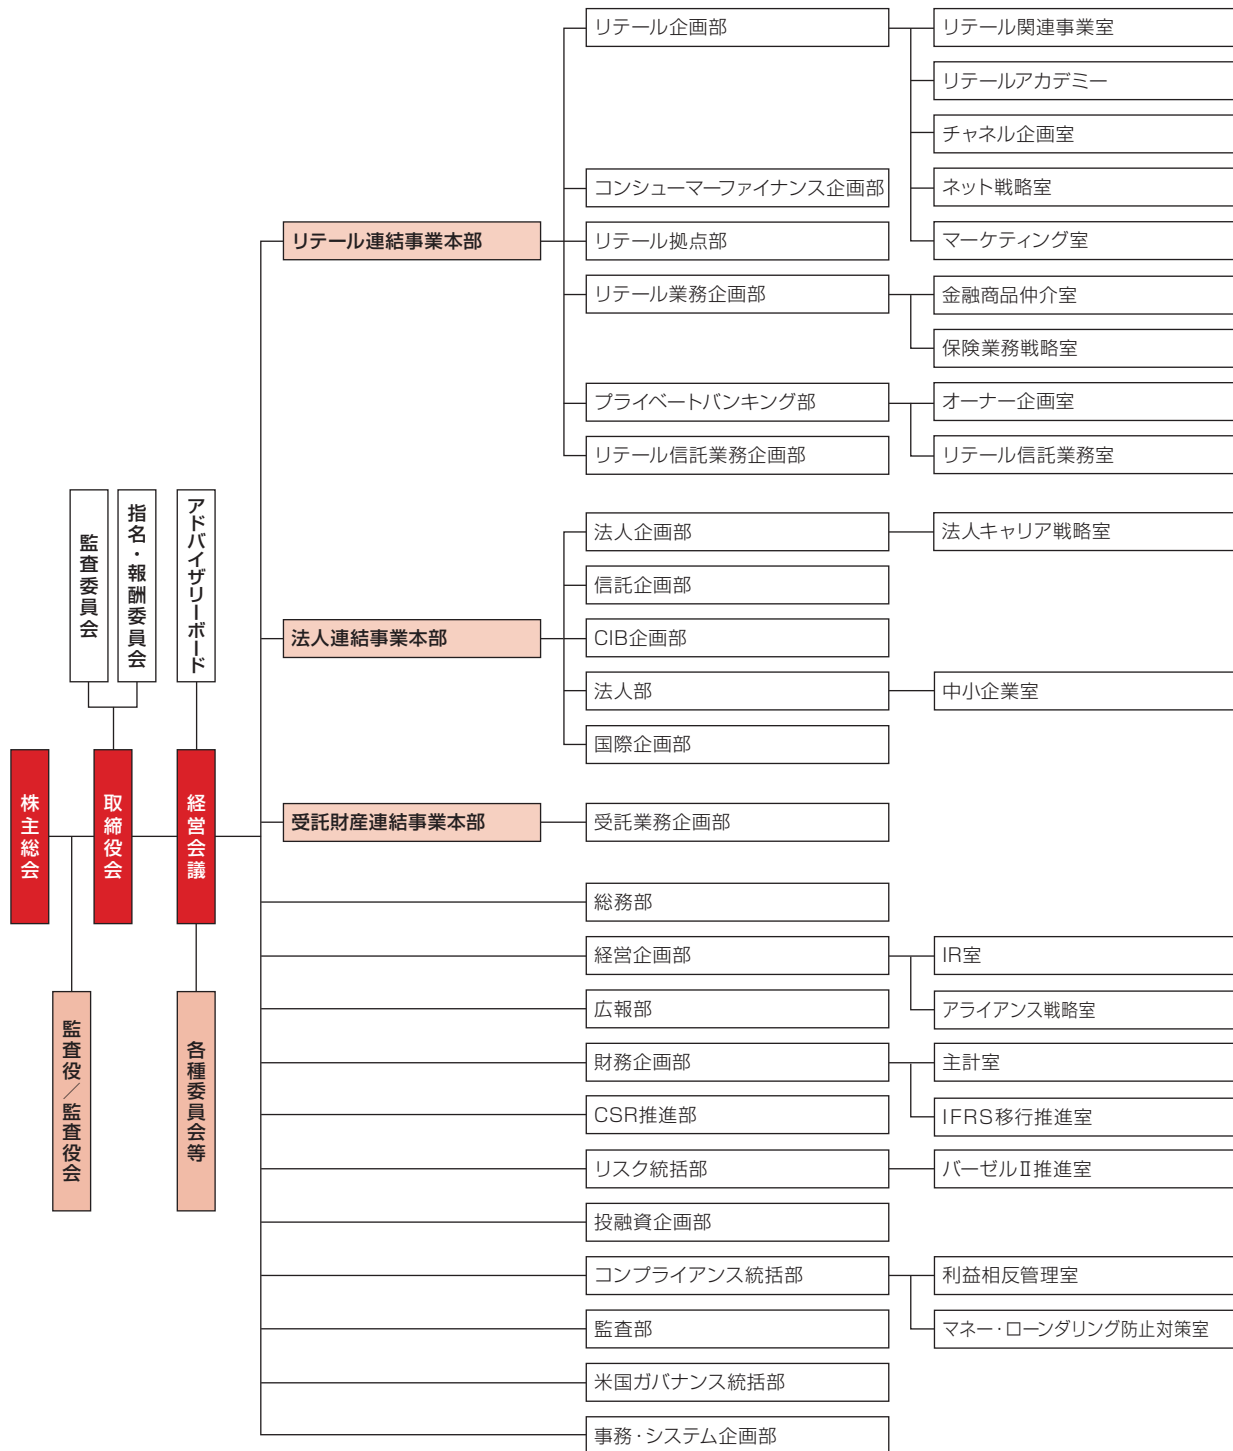 株主総会
監査役／監査役会
監査委員会
指名・報酬委員会
取締役会
アドバイザリーボード
経営会議
各種委員会等
リテール連結事業本部
リテール企画部
リテール関連事業室
リテールアカデミー
チャネル企画室
ネット戦略室
マーケティング室
コンシューマーファイナンス企画部
リテール拠点部
リテール業務企画部
金融商品仲介室
保険業務戦略室
プライベートバンキング部
オーナー企画室
リテール信託業務室
リテール信託業務企画部
法人連結事業本部
法人企画部
法人キャリア戦略室
信託企画部
CIB企画部
法人部
中小企業室
国際企画部
受託財産連結事業本部
受託業務企画部
総務部
経営企画部
IR室
アライアンス戦略室
広報部
財務企画部
主計室
IFRS移行推進室
CSR推進部
リスク統括部
バーゼルⅡ推進室
投融資企画部
コンプライアンス統括部
利益相反管理室
マネー・ローンダリング防止対策室
監査部
米国ガバナンス統括部
事務・システム企画部